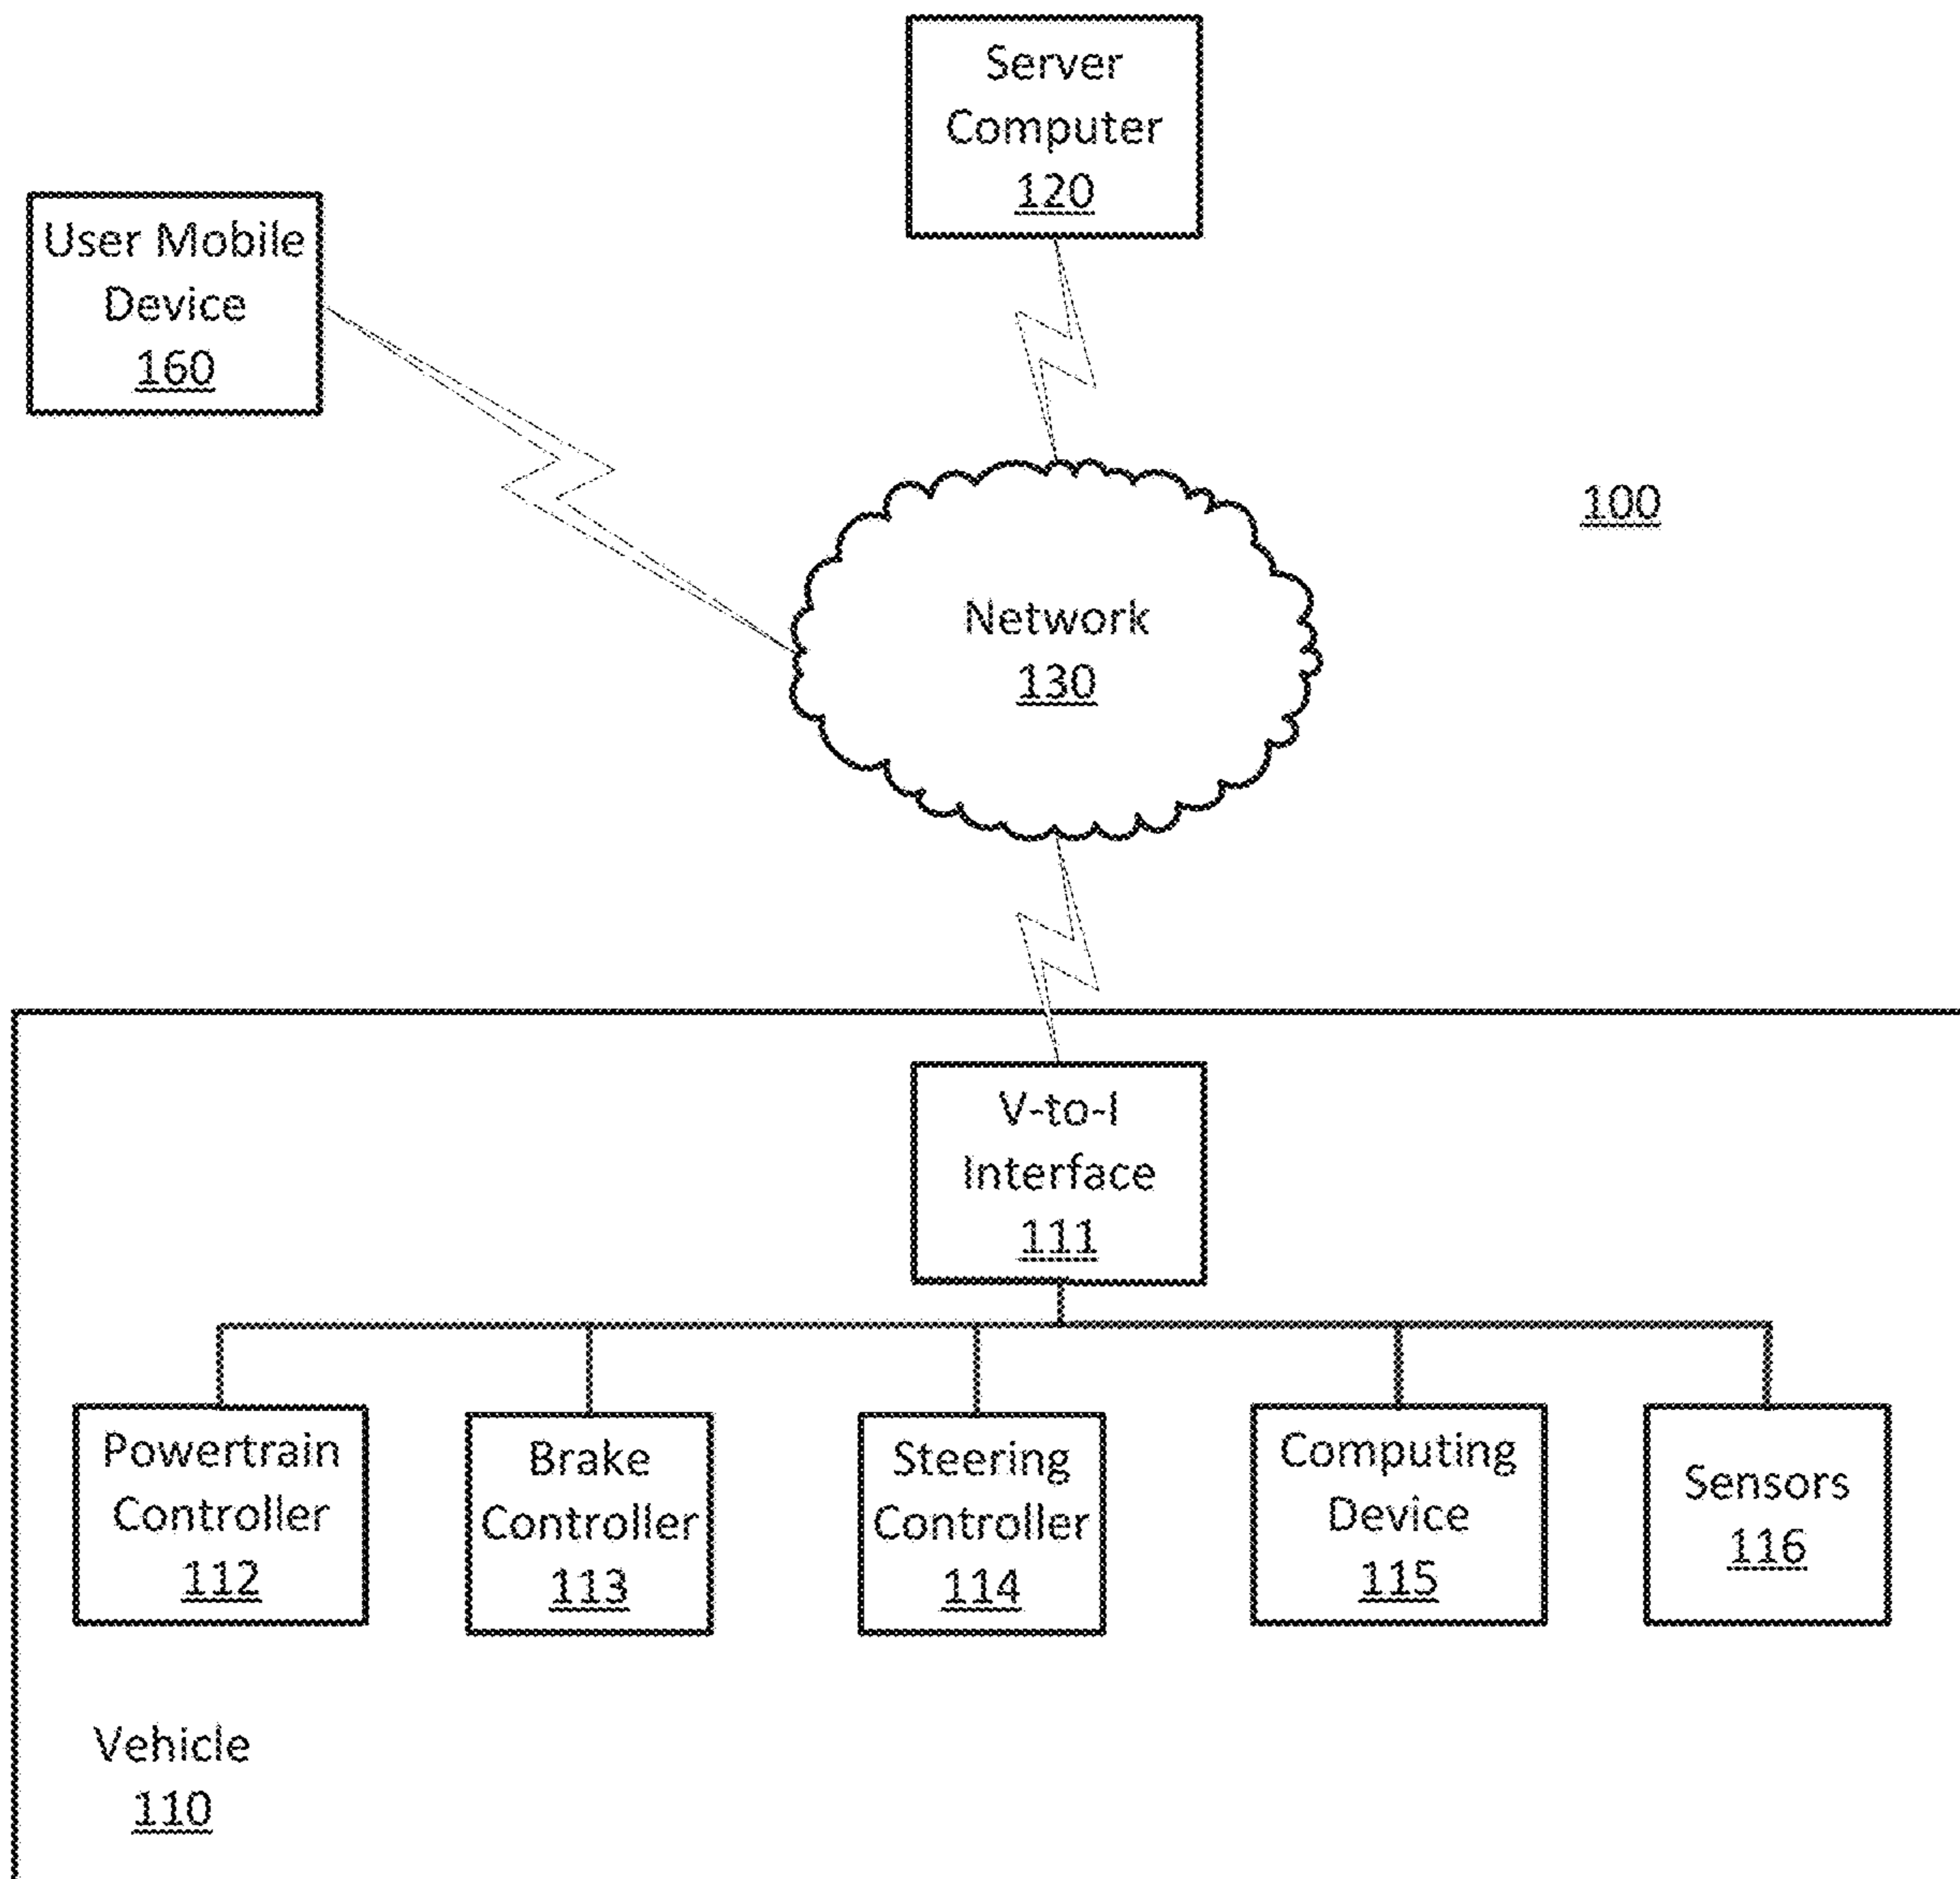 Server
Computer
120
User Mobile
Device
160
100
Network
130
V-to-I
Interface
111
Powertrain
Controller
112
Brake
Controller
113
Steering
Controller
114
Computing
Device
115
Sensors
116
Vehicle
110